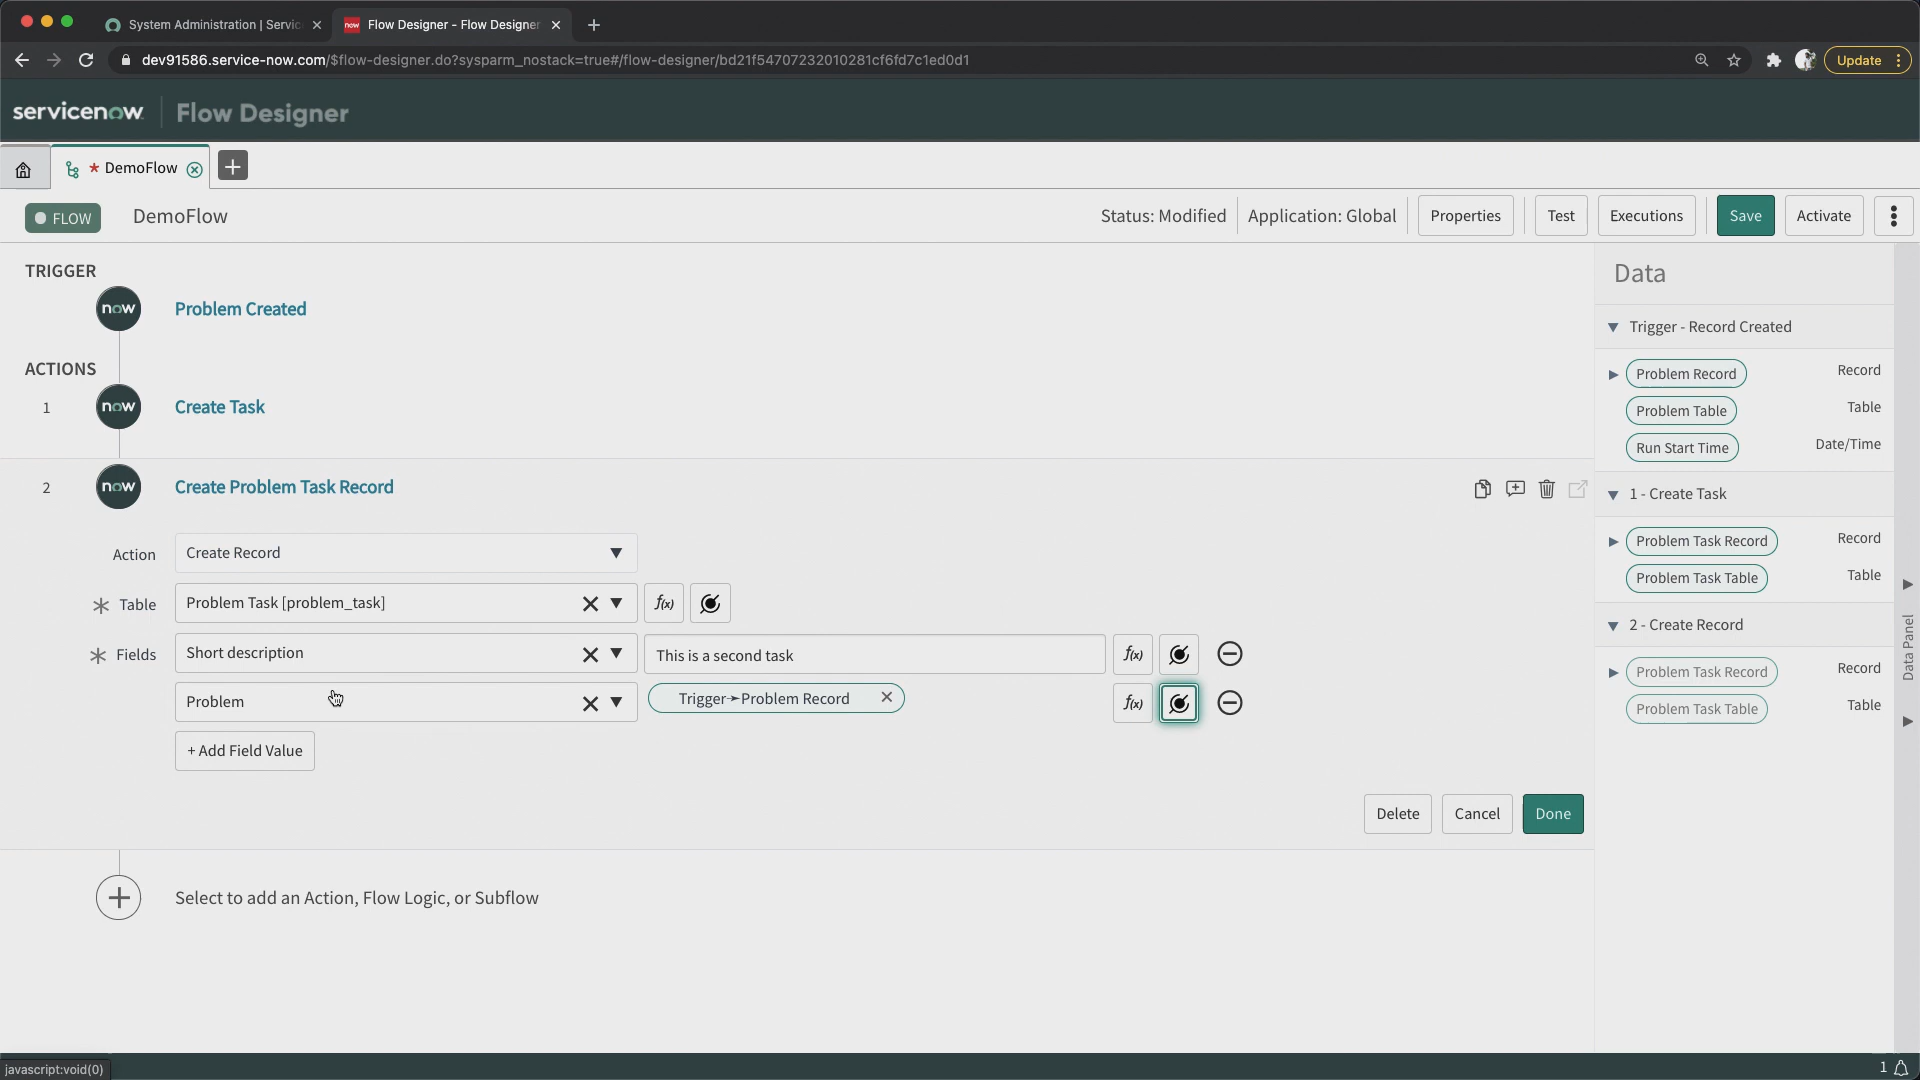 System Administration | Servic
now Flow Designer - Flow Designer
dev91586.service-now.com/$flow-designer.do?sysparm_nostack=true#/flow-designer/bd21f54707232010281cf6fd7c1ed0d1
Update
servicenow Flow Designer
* DemoFlow
FLOW DemoFlow Status: Modified Application: Global Properties Test Executions Save Activate
TRIGGER
now Problem Created
ACTIONS
1 now Create Task
2 now Create Problem Task Record
Action Create Record
Table Problem Task [problem_task] f(x)
Fields Short description This is a second task f(x)
Problem Trigger➛Problem Record f(x)
+ Add Field Value
Delete Cancel Done
Select to add an Action, Flow Logic, or Subflow
Data
Trigger - Record Created
Problem Record Record
Problem Table Table
Run Start Time Date/Time
1 - Create Task
Problem Task Record Record
Problem Task Table Table
2 - Create Record
Problem Task Record Record
Problem Task Table Table
Data Panel
javascript:void(0)
1